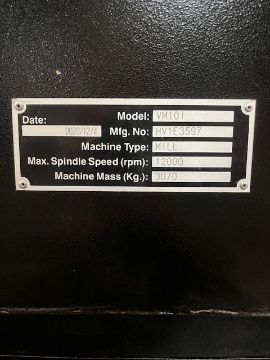 Date:
2020/12/4
Model: VM10I
Mfg. No: HV1E3597
Machine Type: MILL
Max. Spindle Speed (rpm): 12000
Machine Mass (Kg.): 3070